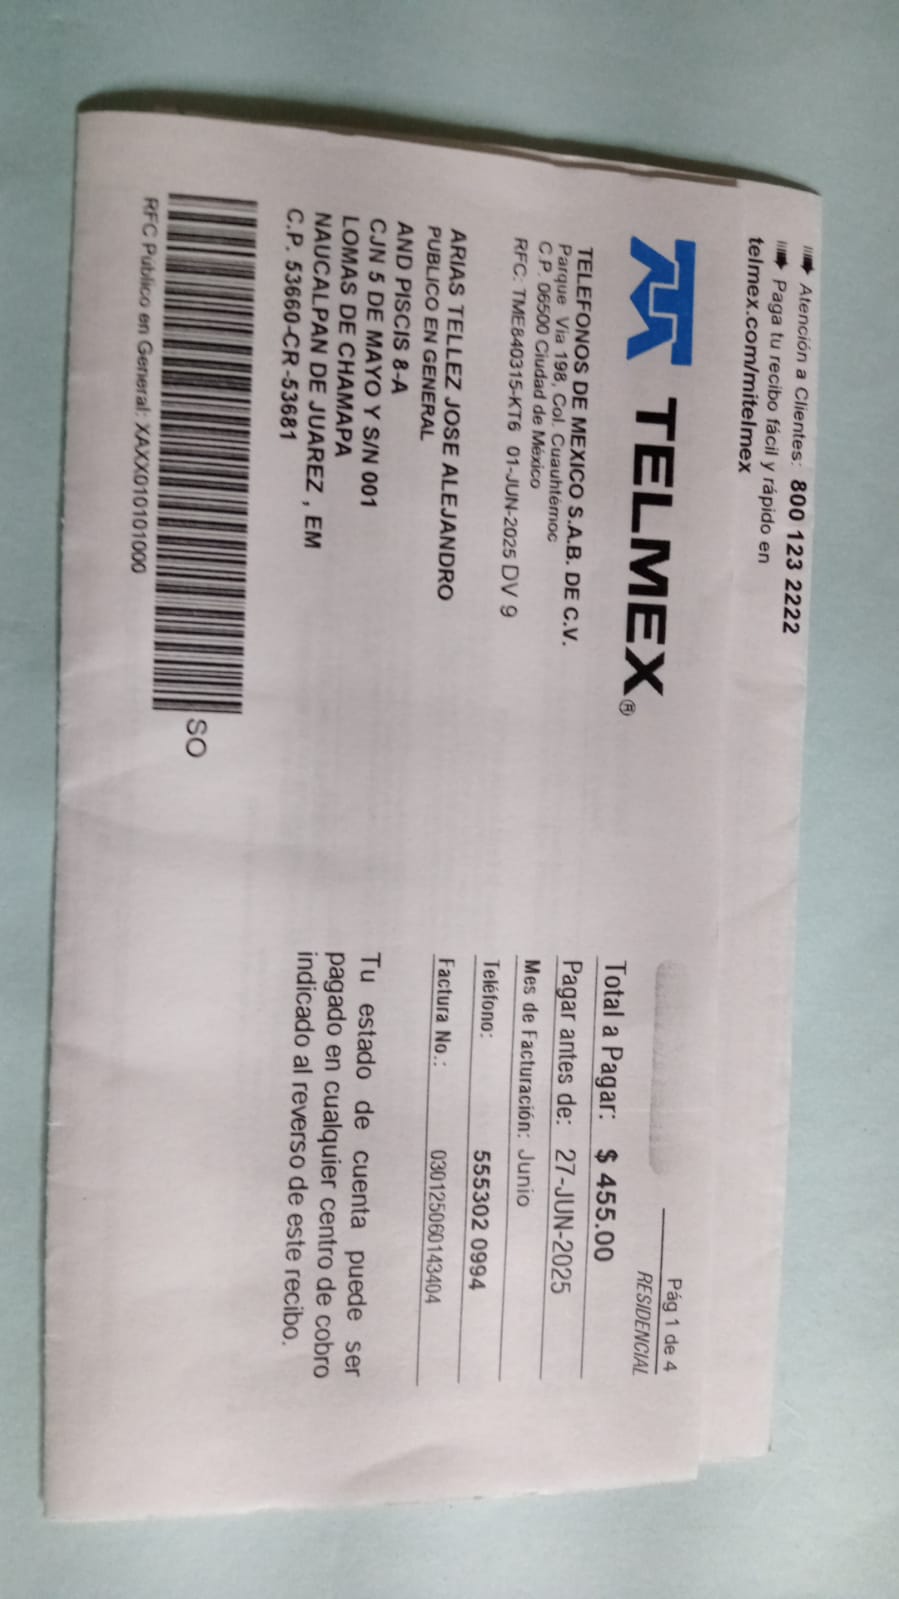 Atención a Clientes: 800 123 2222
Paga tu recibo fácil y rápido en
telmex.com/mitelmex
TELMEX®
TELEFONOS DE MEXICO S.A.B. DE C.V.
Parque Vía 198, Col. Cuauhtémoc
C.P. 06500 Ciudad de México
RFC: TME840315-KT6 01-JUN-2025 DV 9
ARIAS TELLEZ JOSE ALEJANDRO
PUBLICO EN GENERAL
AND PISCIS 8-A
CJN 5 DE MAYO Y S/N 001
LOMAS DE CHAMAPA
NAUCALPAN DE JUAREZ , EM
C.P. 53660-CR -53681
SO
RFC Publico en General: XAXX010101000
Pág 1 de 4
RESIDENCIAL
Total a Pagar: $ 455.00
Pagar antes de: 27-JUN-2025
Mes de Facturación: Junio
Teléfono: 555302 0994
Factura No.: 030125060143404
Tu estado de cuenta puede ser
pagado en cualquier centro de cobro
indicado al reverso de este recibo.